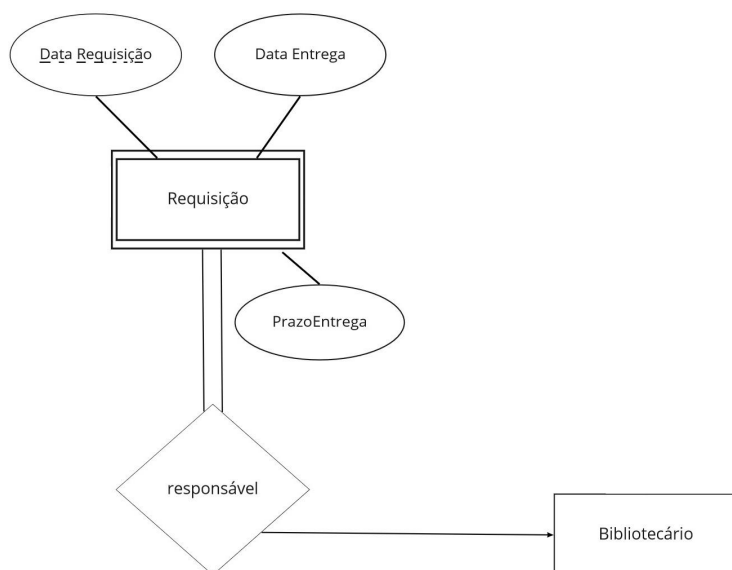 Data Requisição
Data Entrega
Requisição
PrazoEntrega
responsável
Bibliotecário